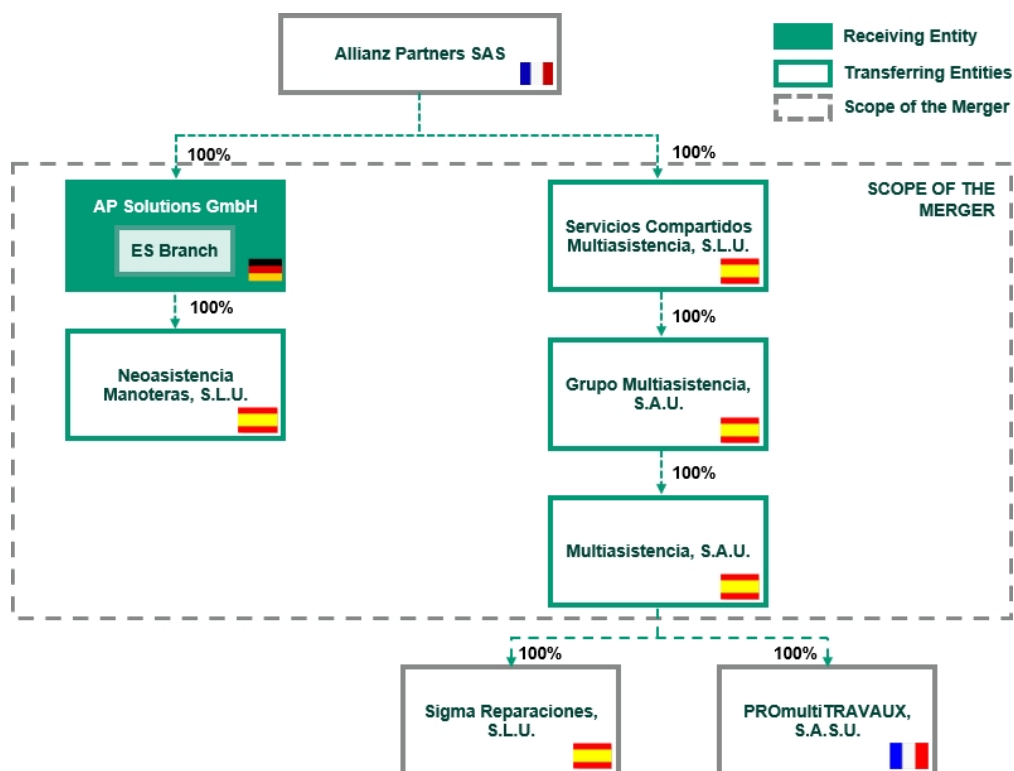 Allianz Partners SAS
Receiving Entity
Transferring Entities
Scope of the Merger
100%
100%
SCOPE OF THE
MERGER
AP Solutions GmbH
ES Branch
Servicios Compartidos
Multiasistencia, S.L.U.
100%
100%
Neoasistencia
Manoteras, S.L.U.
Grupo Multiasistencia,
S.A.U.
100%
Multiasistencia, S.A.U.
100%
100%
Sigma Reparaciones,
S.L.U.
PROmultiTRAVAUX,
S.A.S.U.